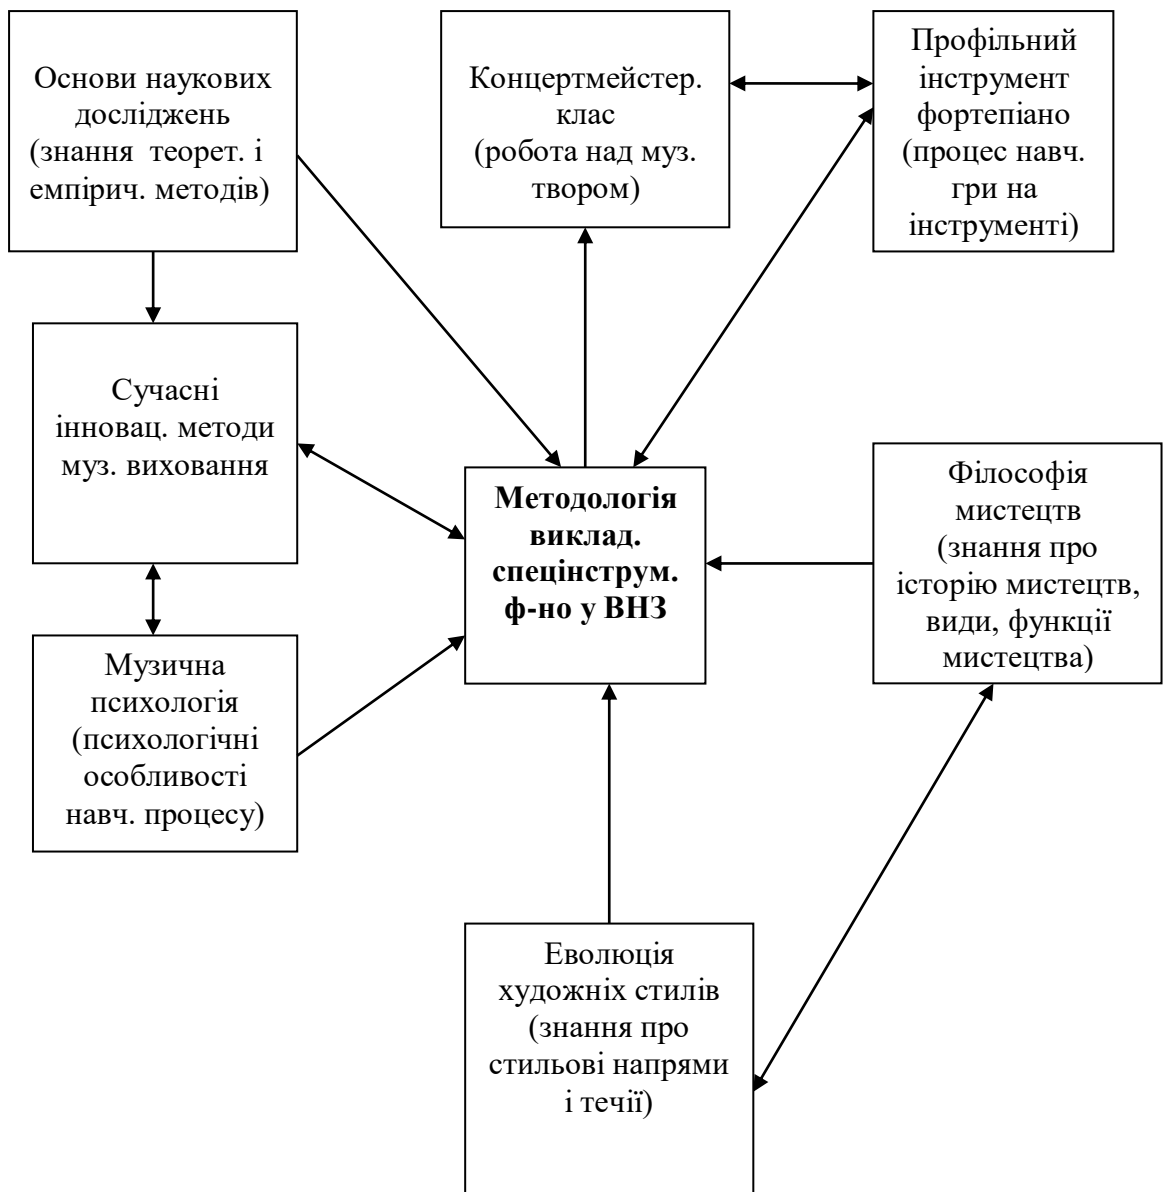 Основи наукових
досліджень
(знання теорет. і
емпірич. методів)
Концертмейстер.
клас
(робота над муз.
твором)
Профільний
інструмент
фортепіано
(процес навч.
гри на
інструменті)
Сучасні
інновац. методи
муз. виховання
Методологія
виклад.
спецінструм.
ф-но у ВНЗ
Філософія
мистецтв
(знання про
історію мистецтв,
види, функції
мистецтва)
Музична
психологія
(психологічні
особливості
навч. процесу)
Еволюція
художніх стилів
(знання про
стильові напрями
і течії)